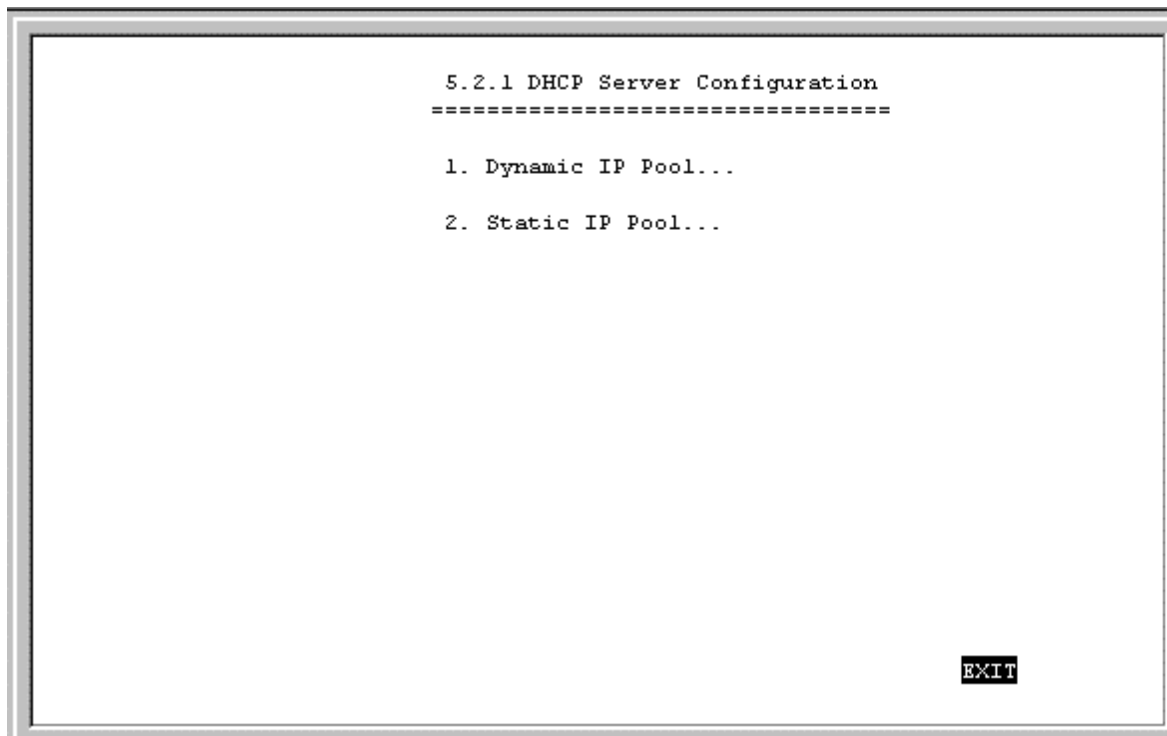 5.2.1 DHCP Server Configuration
=================================
1. Dynamic IP Pool...
2. Static IP Pool...
EXIT